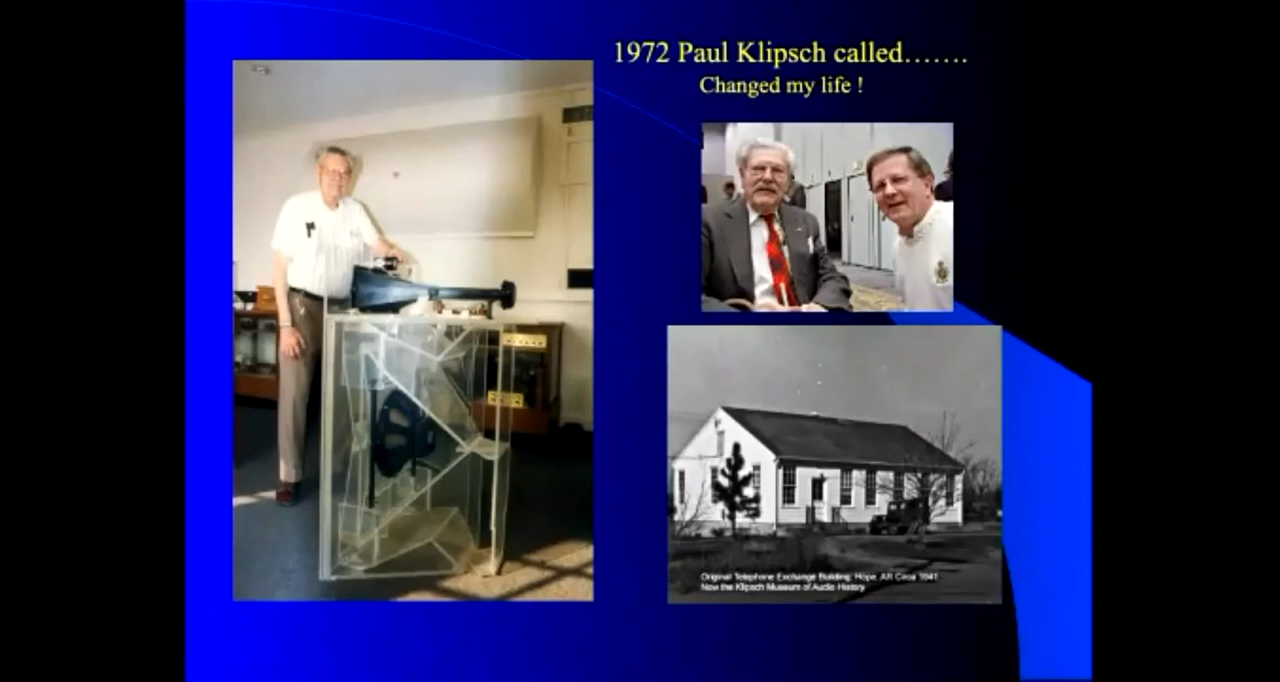 1972 Paul Klipsch called…….
Changed my life !
Original Telephone Exchange Building: Hope, AR Circa 1941
Now the Klipsch Museum of Audio History